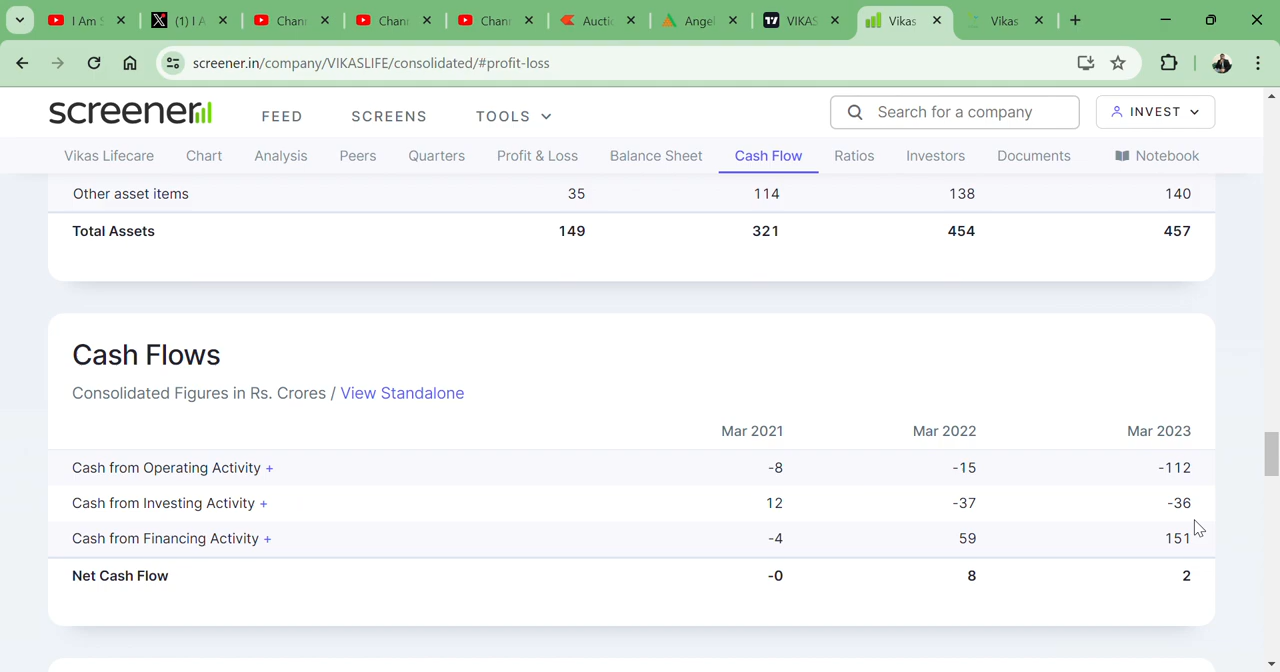 I Am
(1) I A
Chann
Chann
Chann
Auctic
Angel
VIKAS
Vikas
Vikas
screener.in/company/VIKASLIFE/consolidated/#profit-loss
screener
FEED
SCREENS
TOOLS
Search for a company
INVEST
Vikas Lifecare
Chart
Analysis
Peers
Quarters
Profit & Loss
Balance Sheet
Cash Flow
Ratios
Investors
Documents
Notebook
Other asset items 35 114 138 140
Total Assets 149 321 454 457
Cash Flows
Consolidated Figures in Rs. Crores / View Standalone
Mar 2021 Mar 2022 Mar 2023
Cash from Operating Activity + -8 -15 -112
Cash from Investing Activity + 12 -37 -36
Cash from Financing Activity + -4 59 151
Net Cash Flow -0 8 2